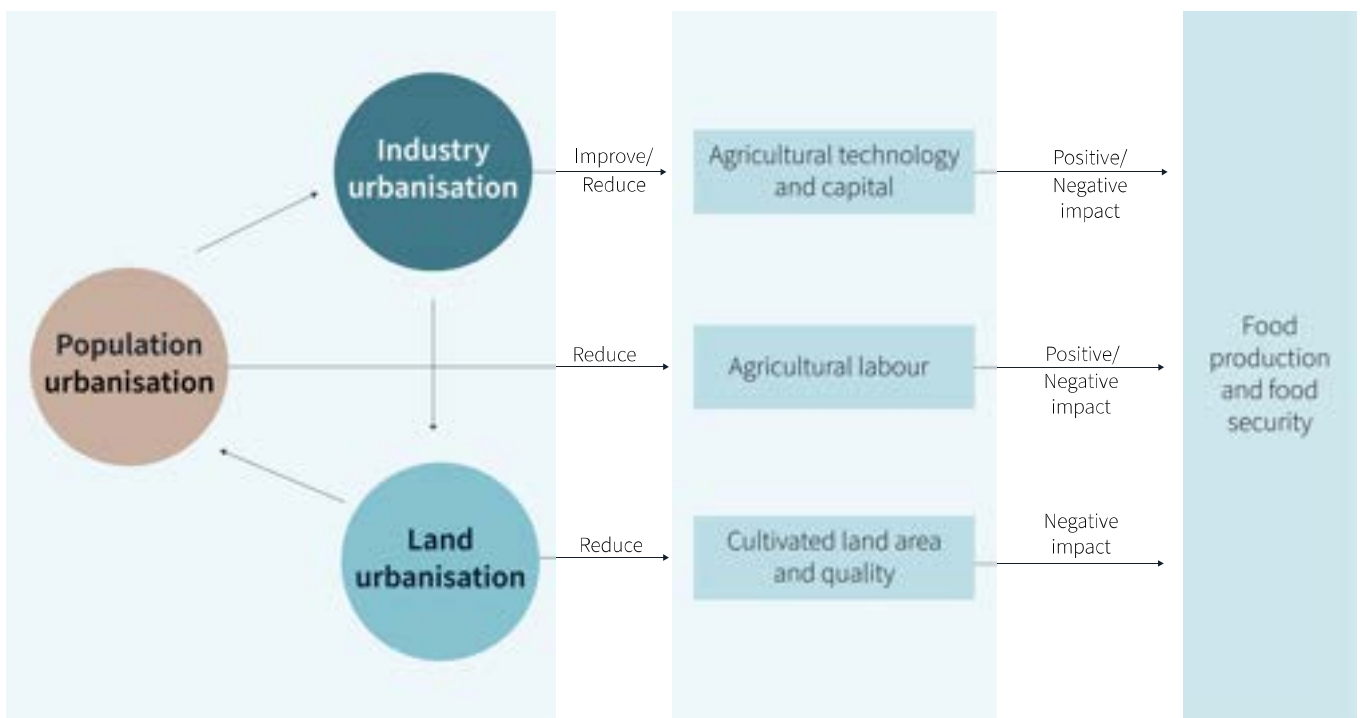 Industry
urbanisation
Improve/
Reduce
Agricultural technology
and capital
Positive/
Negative
impact
Population
urbanisation
Reduce
Agricultural labour
Positive/
Negative
impact
Food
production
and food
security
Land
urbanisation
Reduce
Cultivated land area
and quality
Negative
impact